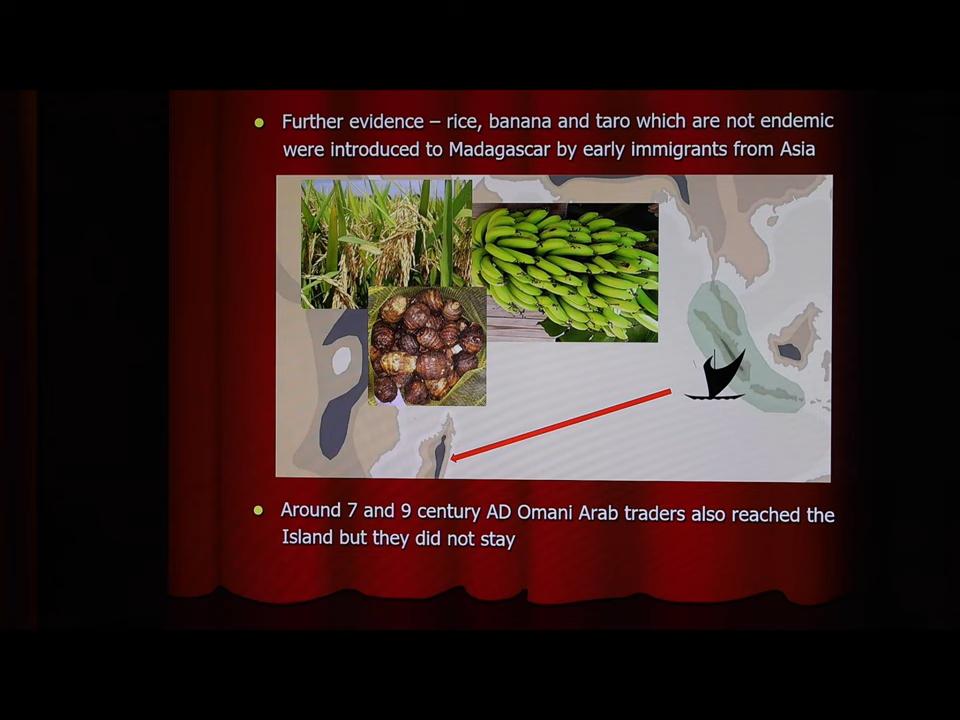 Further evidence – rice, banana and taro which are not endemic
were introduced to Madagascar by early immigrants from Asia
Around 7 and 9 century AD Omani Arab traders also reached the
Island but they did not stay